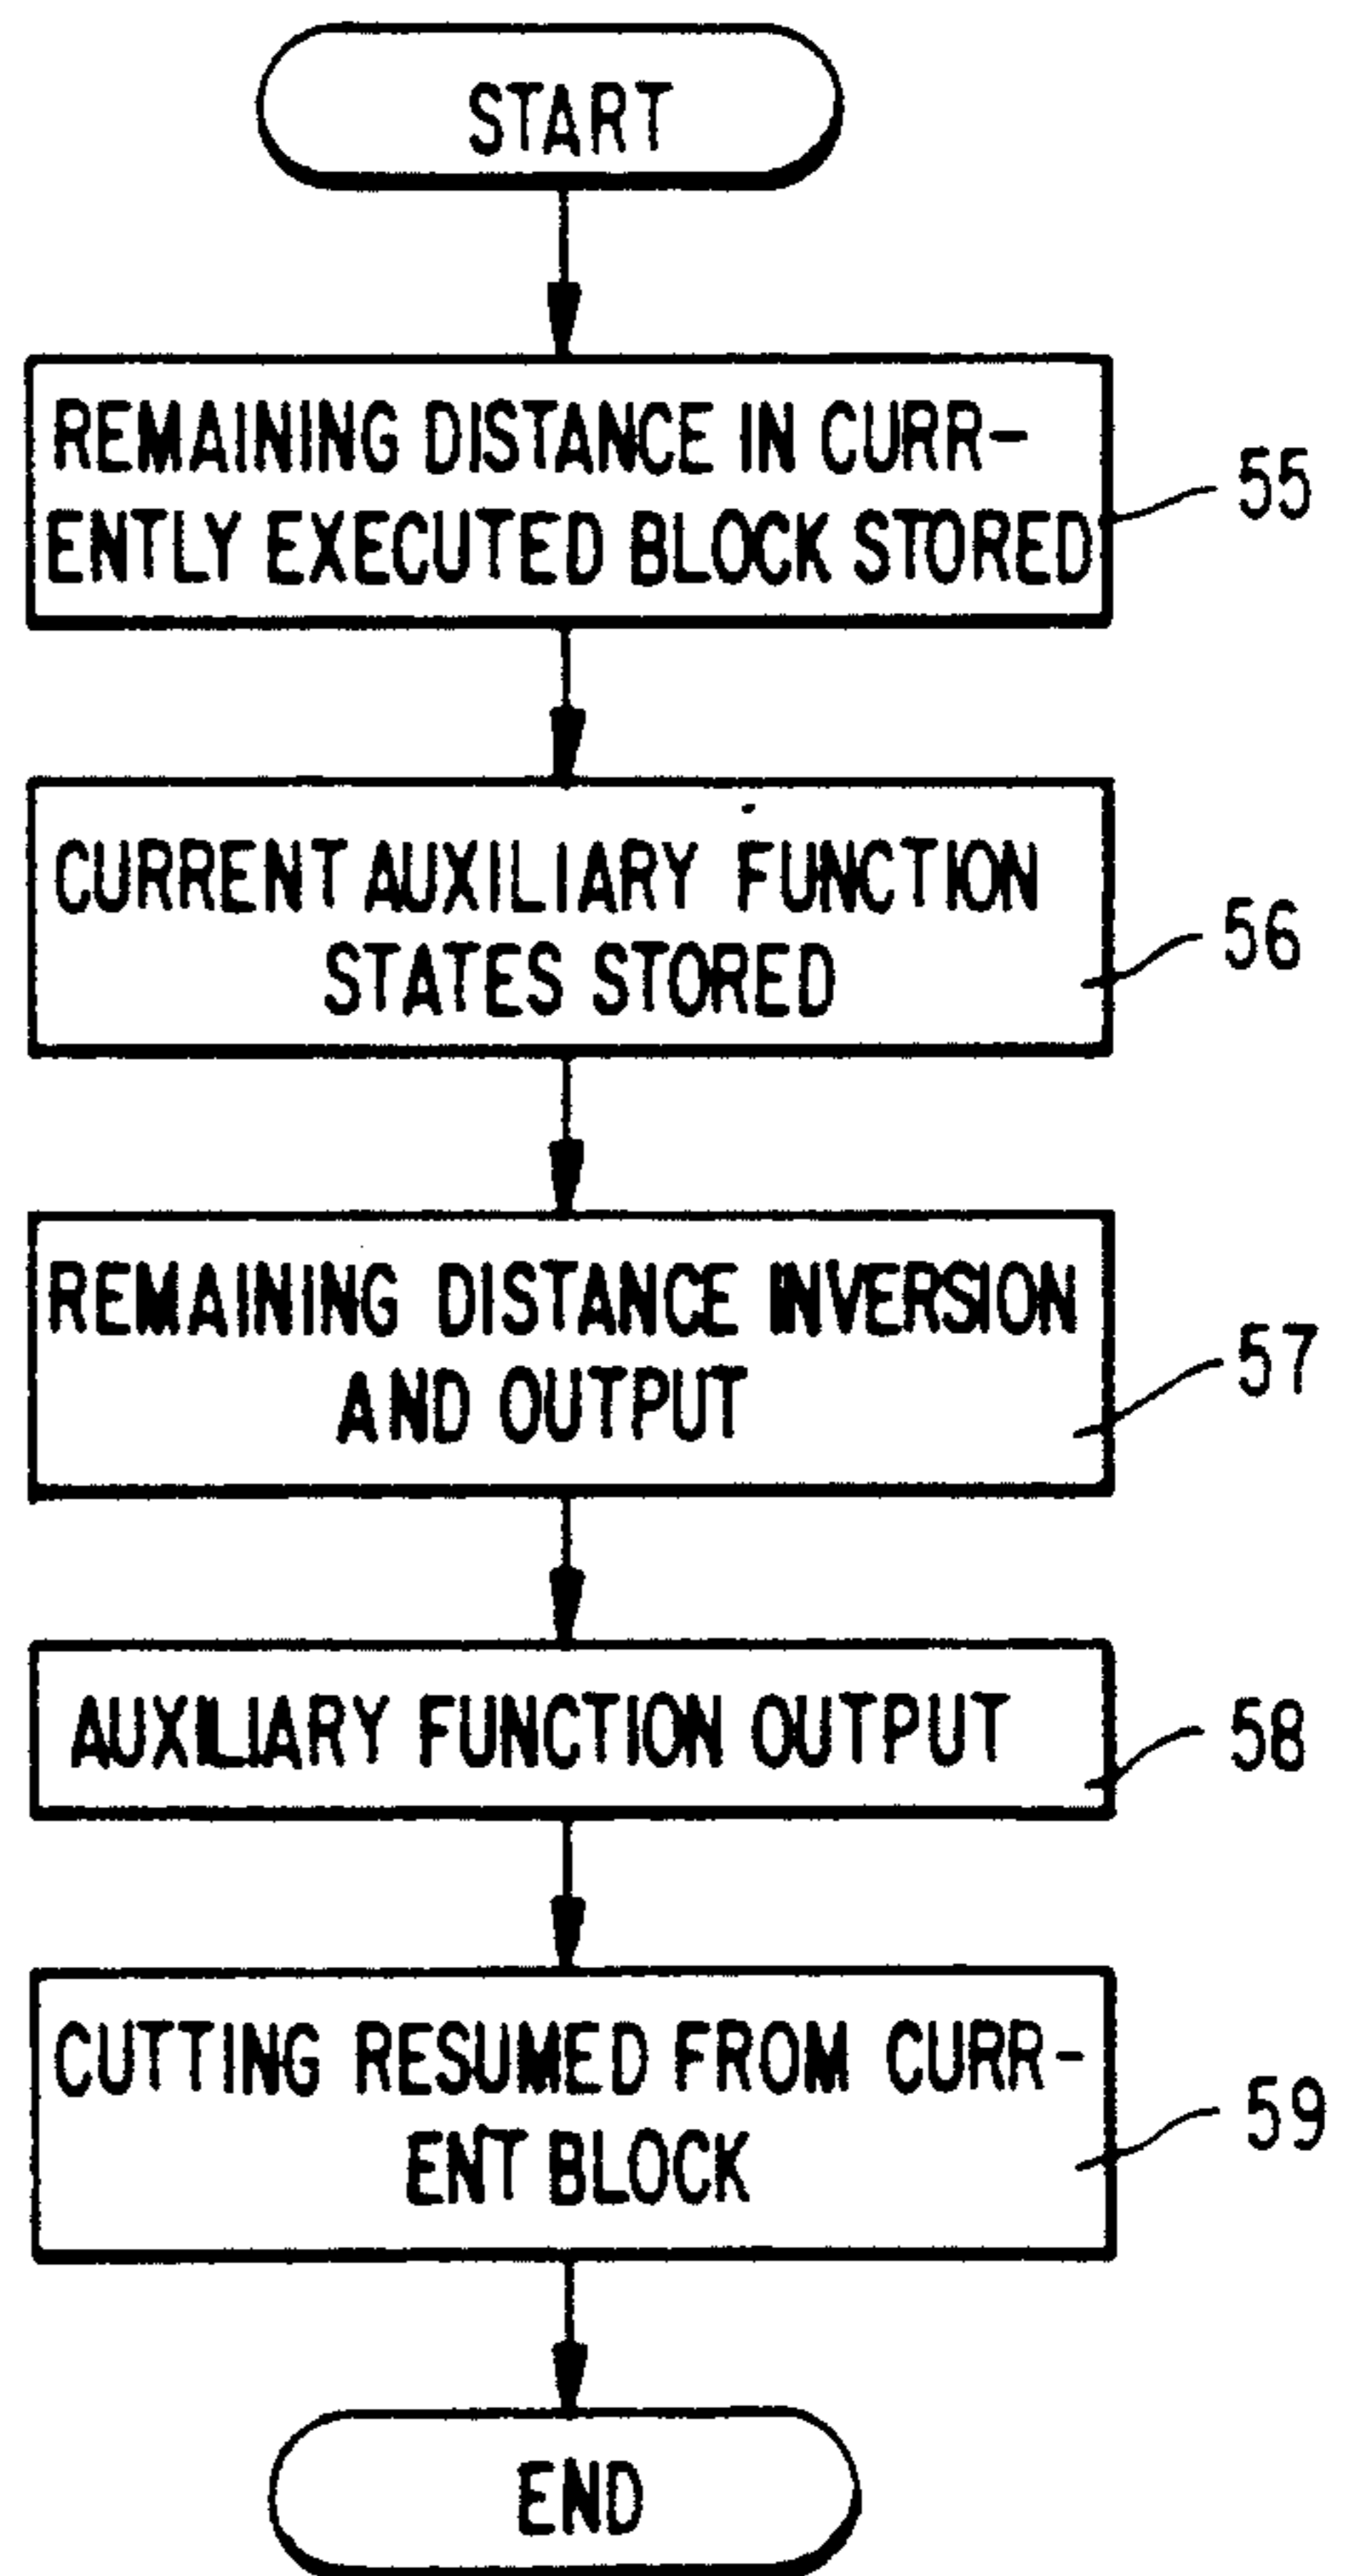 START
REMAINING DISTANCE IN CURR-
ENTLY EXECUTED BLOCK STORED
55
CURRENT AUXILIARY FUNCTION
STATES STORED
56
REMAINING DISTANCE INVERSION
AND OUTPUT
57
AUXILIARY FUNCTION OUTPUT
58
CUTTING RESUMED FROM CURR-
ENT BLOCK
59
END